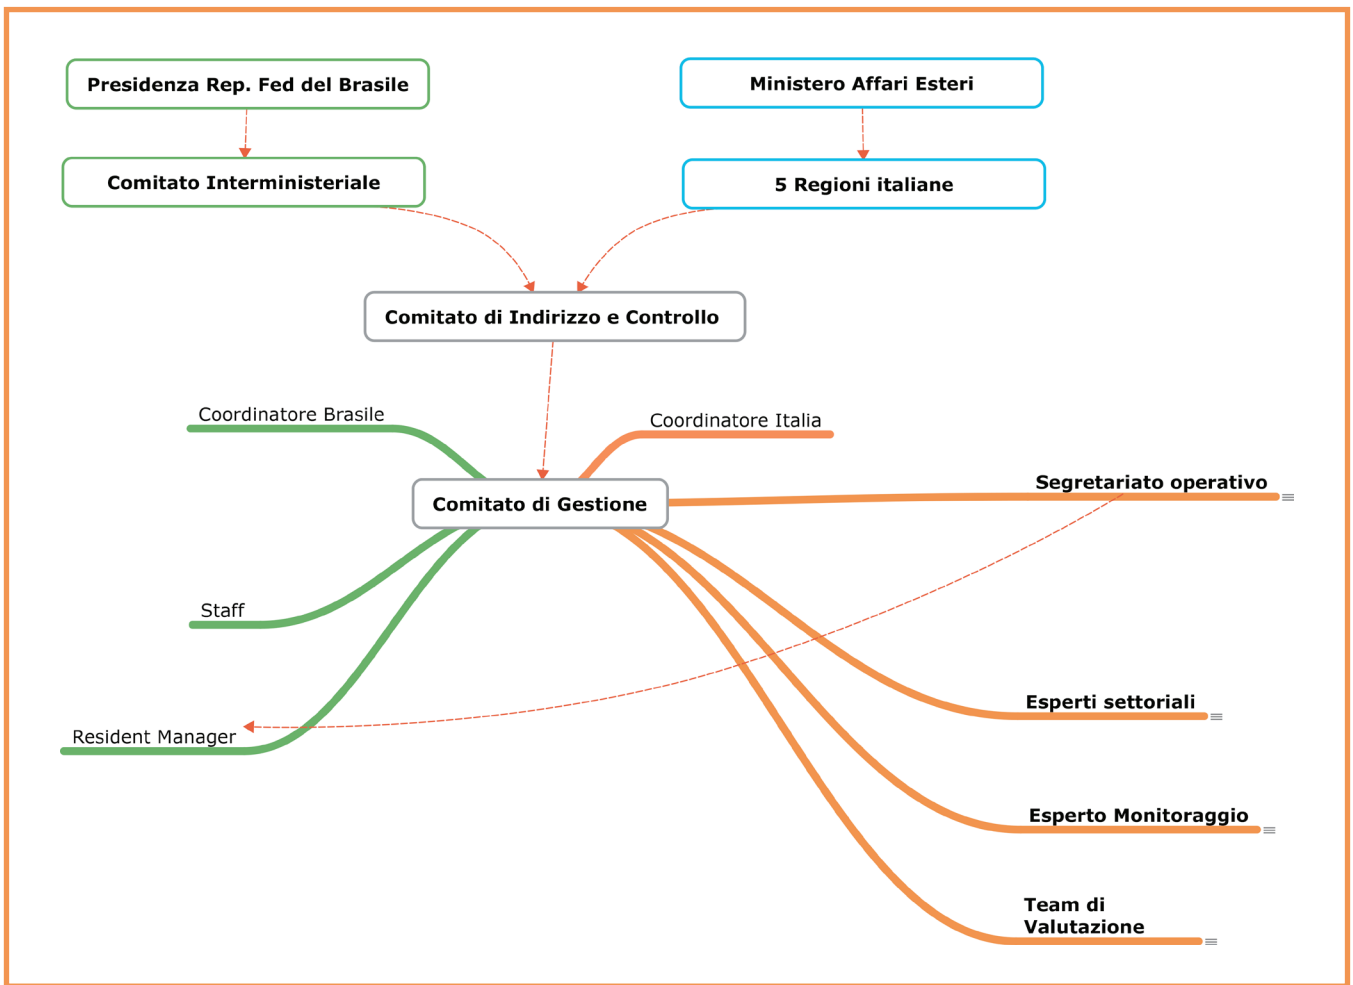 Presidenza Rep. Fed del Brasile
Ministero Affari Esteri
Comitato Interministeriale
5 Regioni italiane
Comitato di Indirizzo e Controllo
Coordinatore Brasile
Coordinatore Italia
Segretariato operativo
Comitato di Gestione
Staff
Esperti settoriali
Resident Manager
Esperto Monitoraggio
Team di
Valutazione